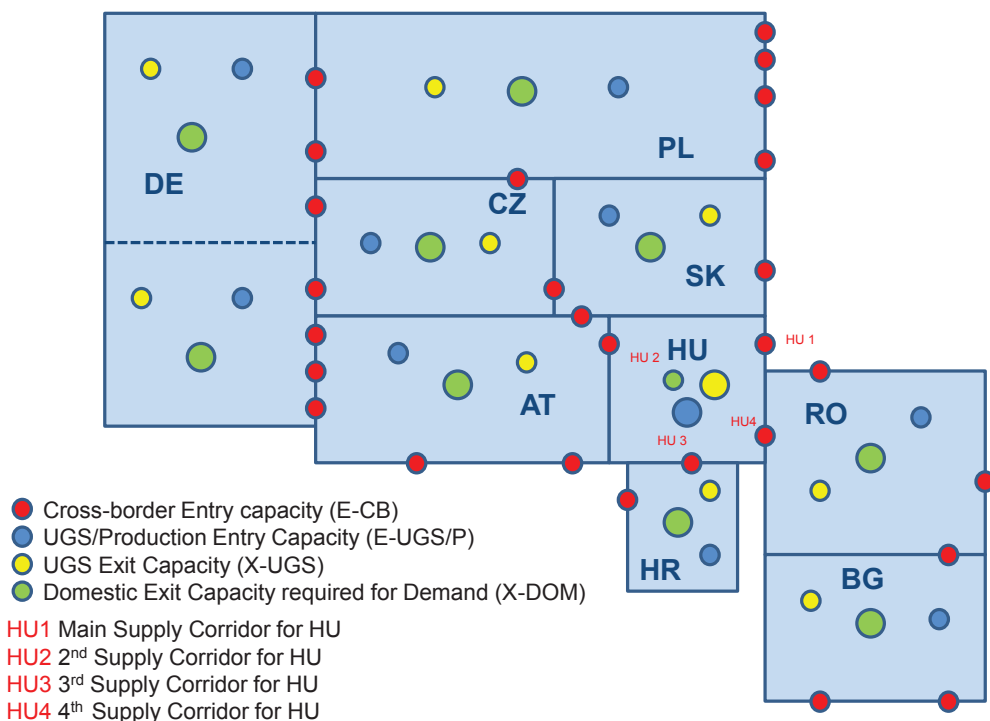 PL
DE
CZ
SK
HU 1
HU
HU 2
AT
RO
HU4
HU 3
Cross-border Entry capacity (E-CB)
UGS/Production Entry Capacity (E-UGS/P)
UGS Exit Capacity (X-UGS)
HR
BG
Domestic Exit Capacity required for Demand (X-DOM)
HU1 Main Supply Corridor for HU
HU2 2nd Supply Corridor for HU
HU3 3rd Supply Corridor for HU
HU4 4th Supply Corridor for HU